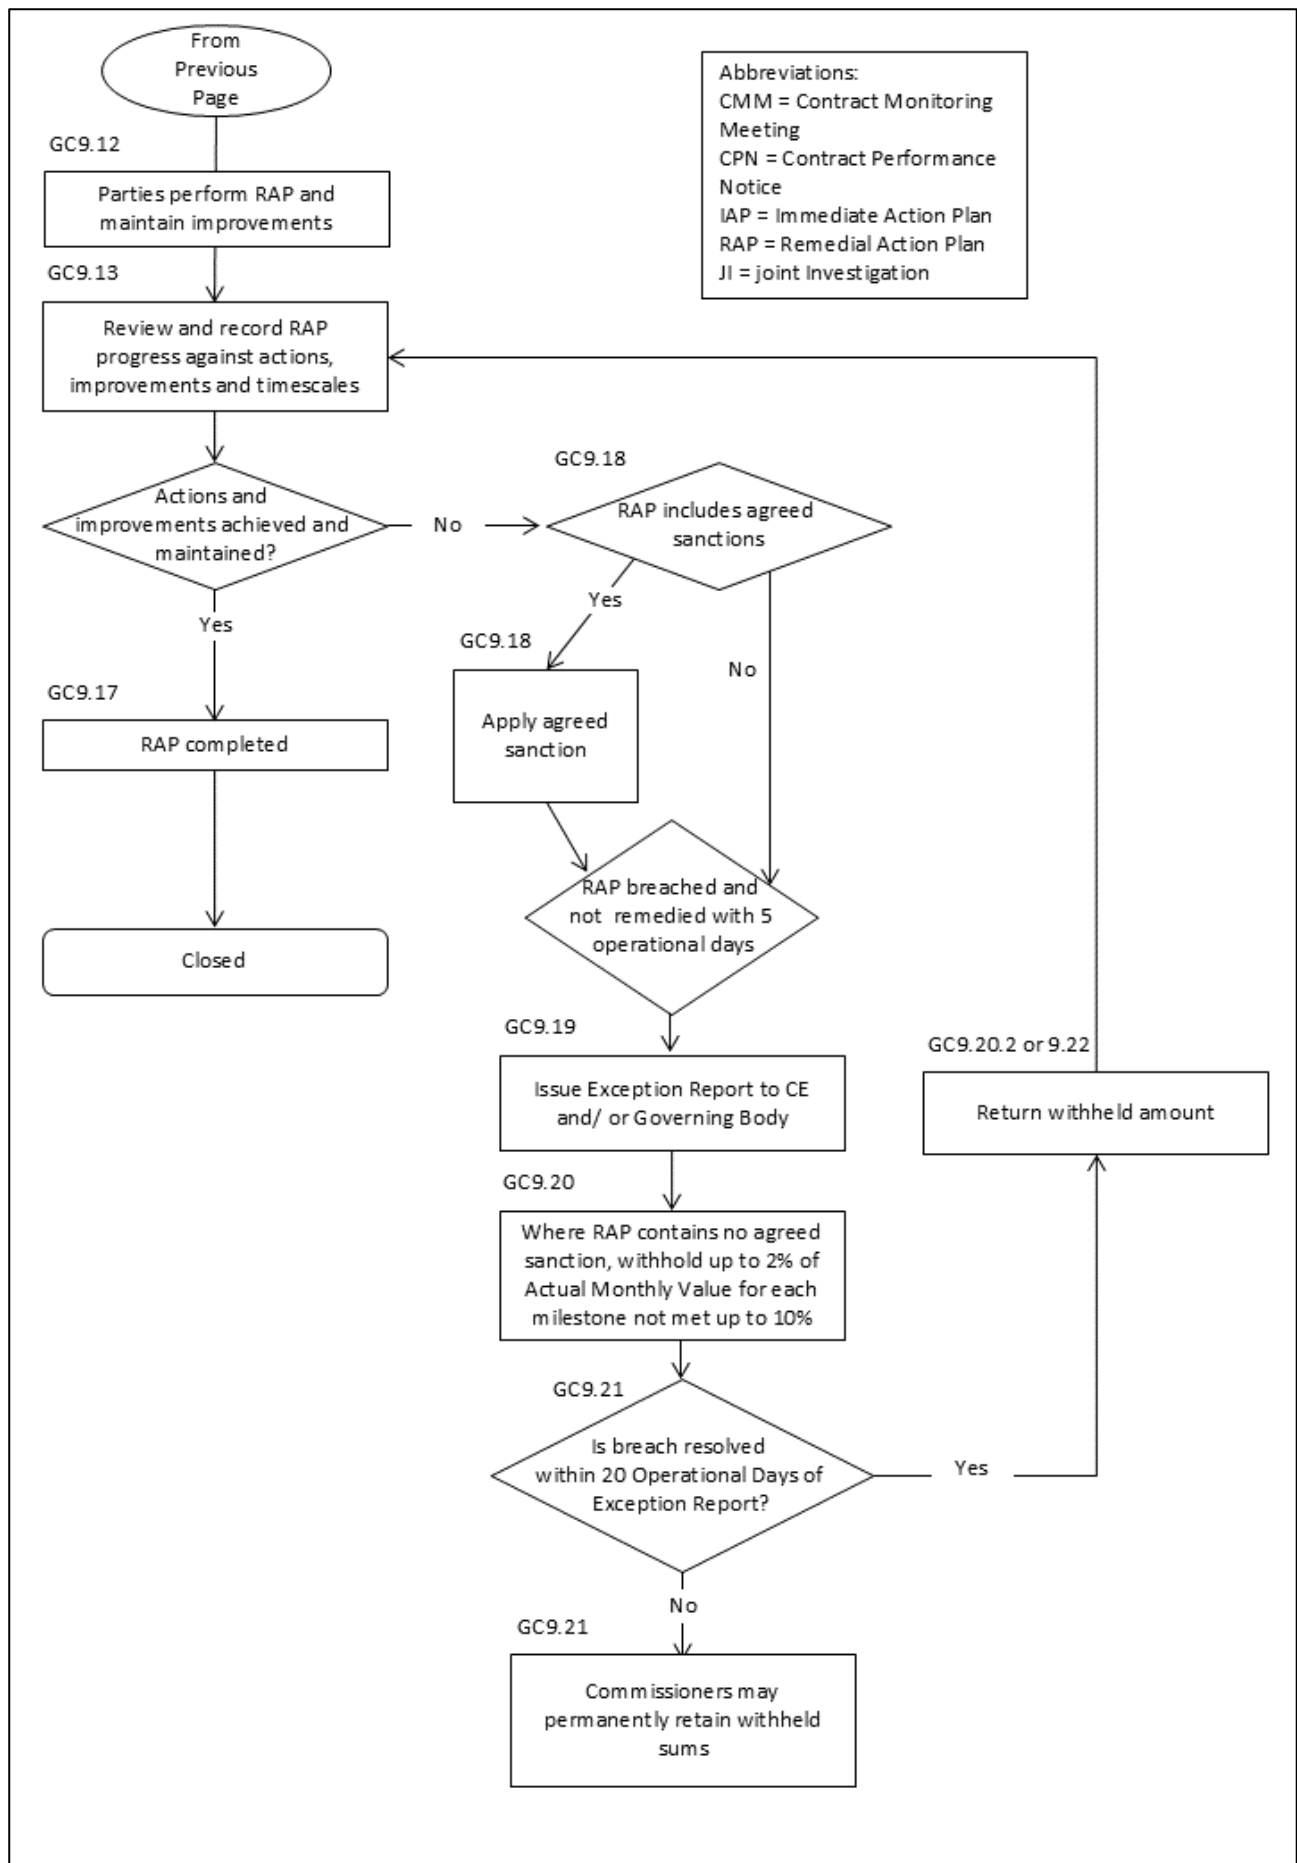 From
Previous
Page
Abbreviations:
CMM = Contract Monitoring
Meeting
CPN = Contract Performance
Notice
IAP = Immediate Action Plan
RAP = Remedial Action Plan
JI = joint Investigation
GC9.12
Parties perform RAP and
maintain improvements
GC9.13
Review and record RAP
progress against actions,
improvements and timescales
Actions and
improvements achieved and
maintained?
No
GC9.18
RAP includes agreed
sanctions
Yes
GC9.17
RAP completed
Closed
Yes
GC9.18
Apply agreed
sanction
No
RAP breached and
not remedied with 5
operational days
GC9.19
Issue Exception Report to CE
and/ or Governing Body
GC9.20
Where RAP contains no agreed
sanction, withhold up to 2% of
Actual Monthly Value for each
milestone not met up to 10%
GC9.21
Is breach resolved
within 20 Operational Days of
Exception Report?
Yes
GC9.20.2 or 9.22
Return withheld amount
No
GC9.21
Commissioners may
permanently retain withheld
sums